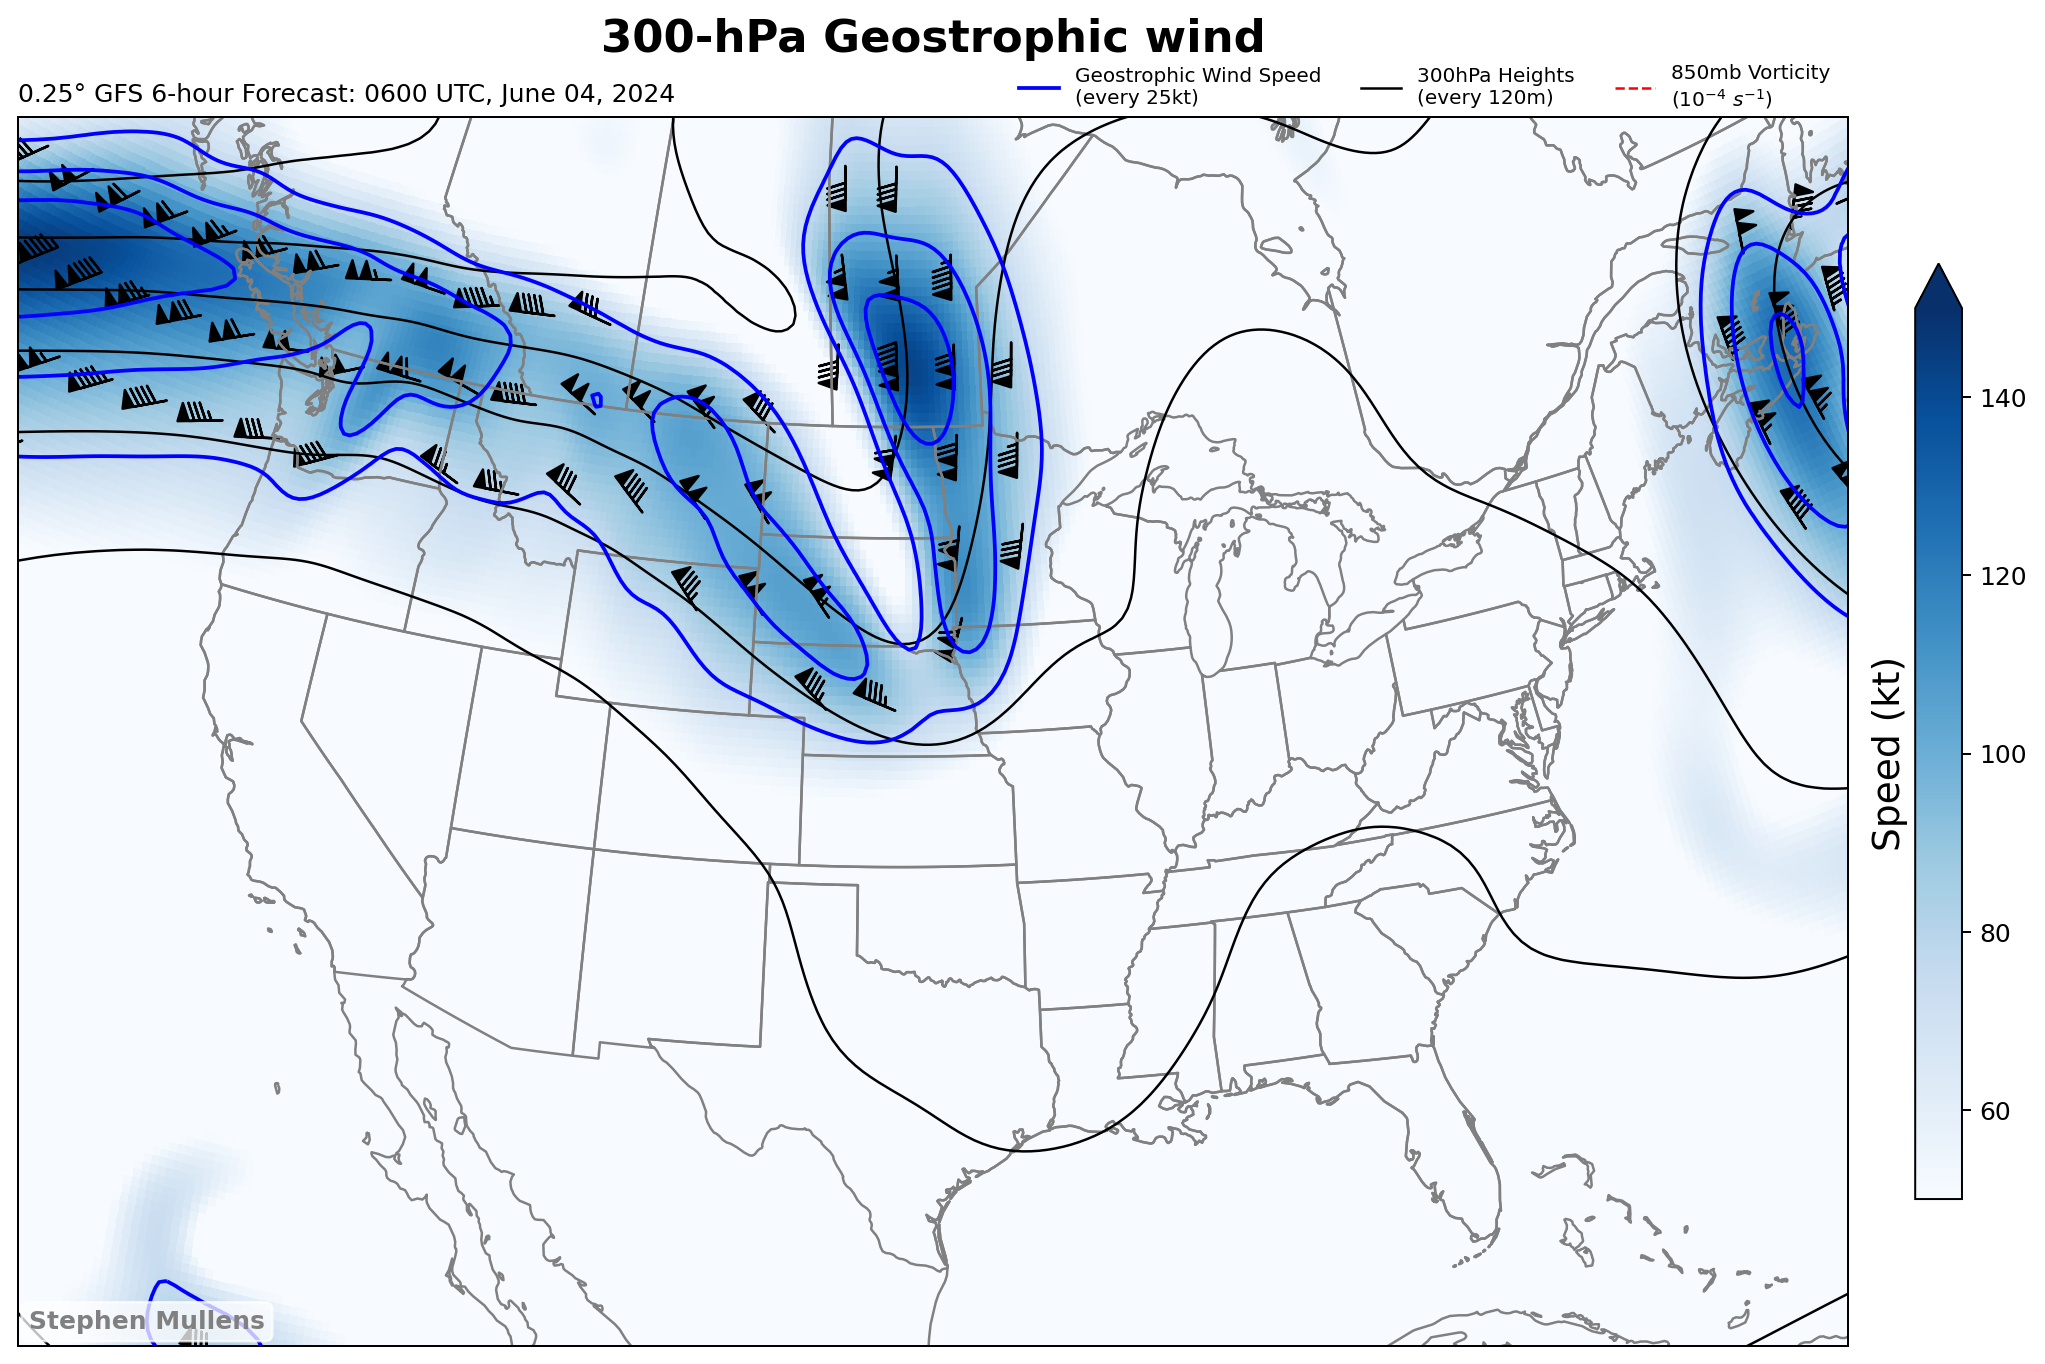 300-hPa Geostrophic wind
0.25° GFS 6-hour Forecast: 0600 UTC, June 04, 2024
Geostrophic Wind Speed
(every 25kt)
300hPa Heights
(every 120m)
850mb Vorticity
(10⁻⁴ s⁻¹)
140
120
100
80
60
Speed (kt)
Stephen Mullens